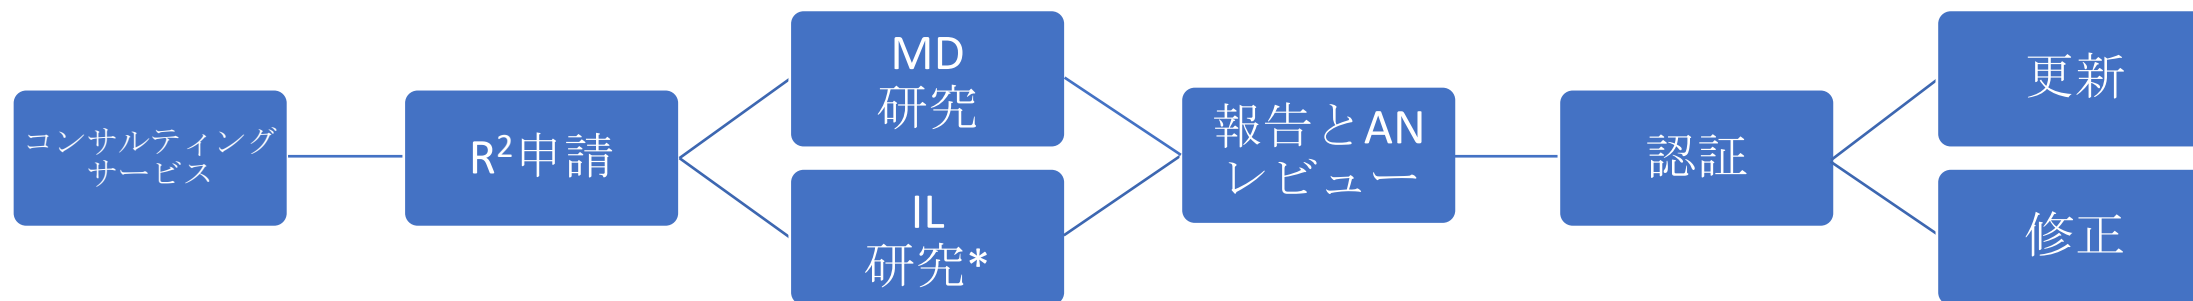 コンサルティング
サービス
R²申請
MD
研究
IL
研究*
報告とAN
レビュー
認証
更新
修正